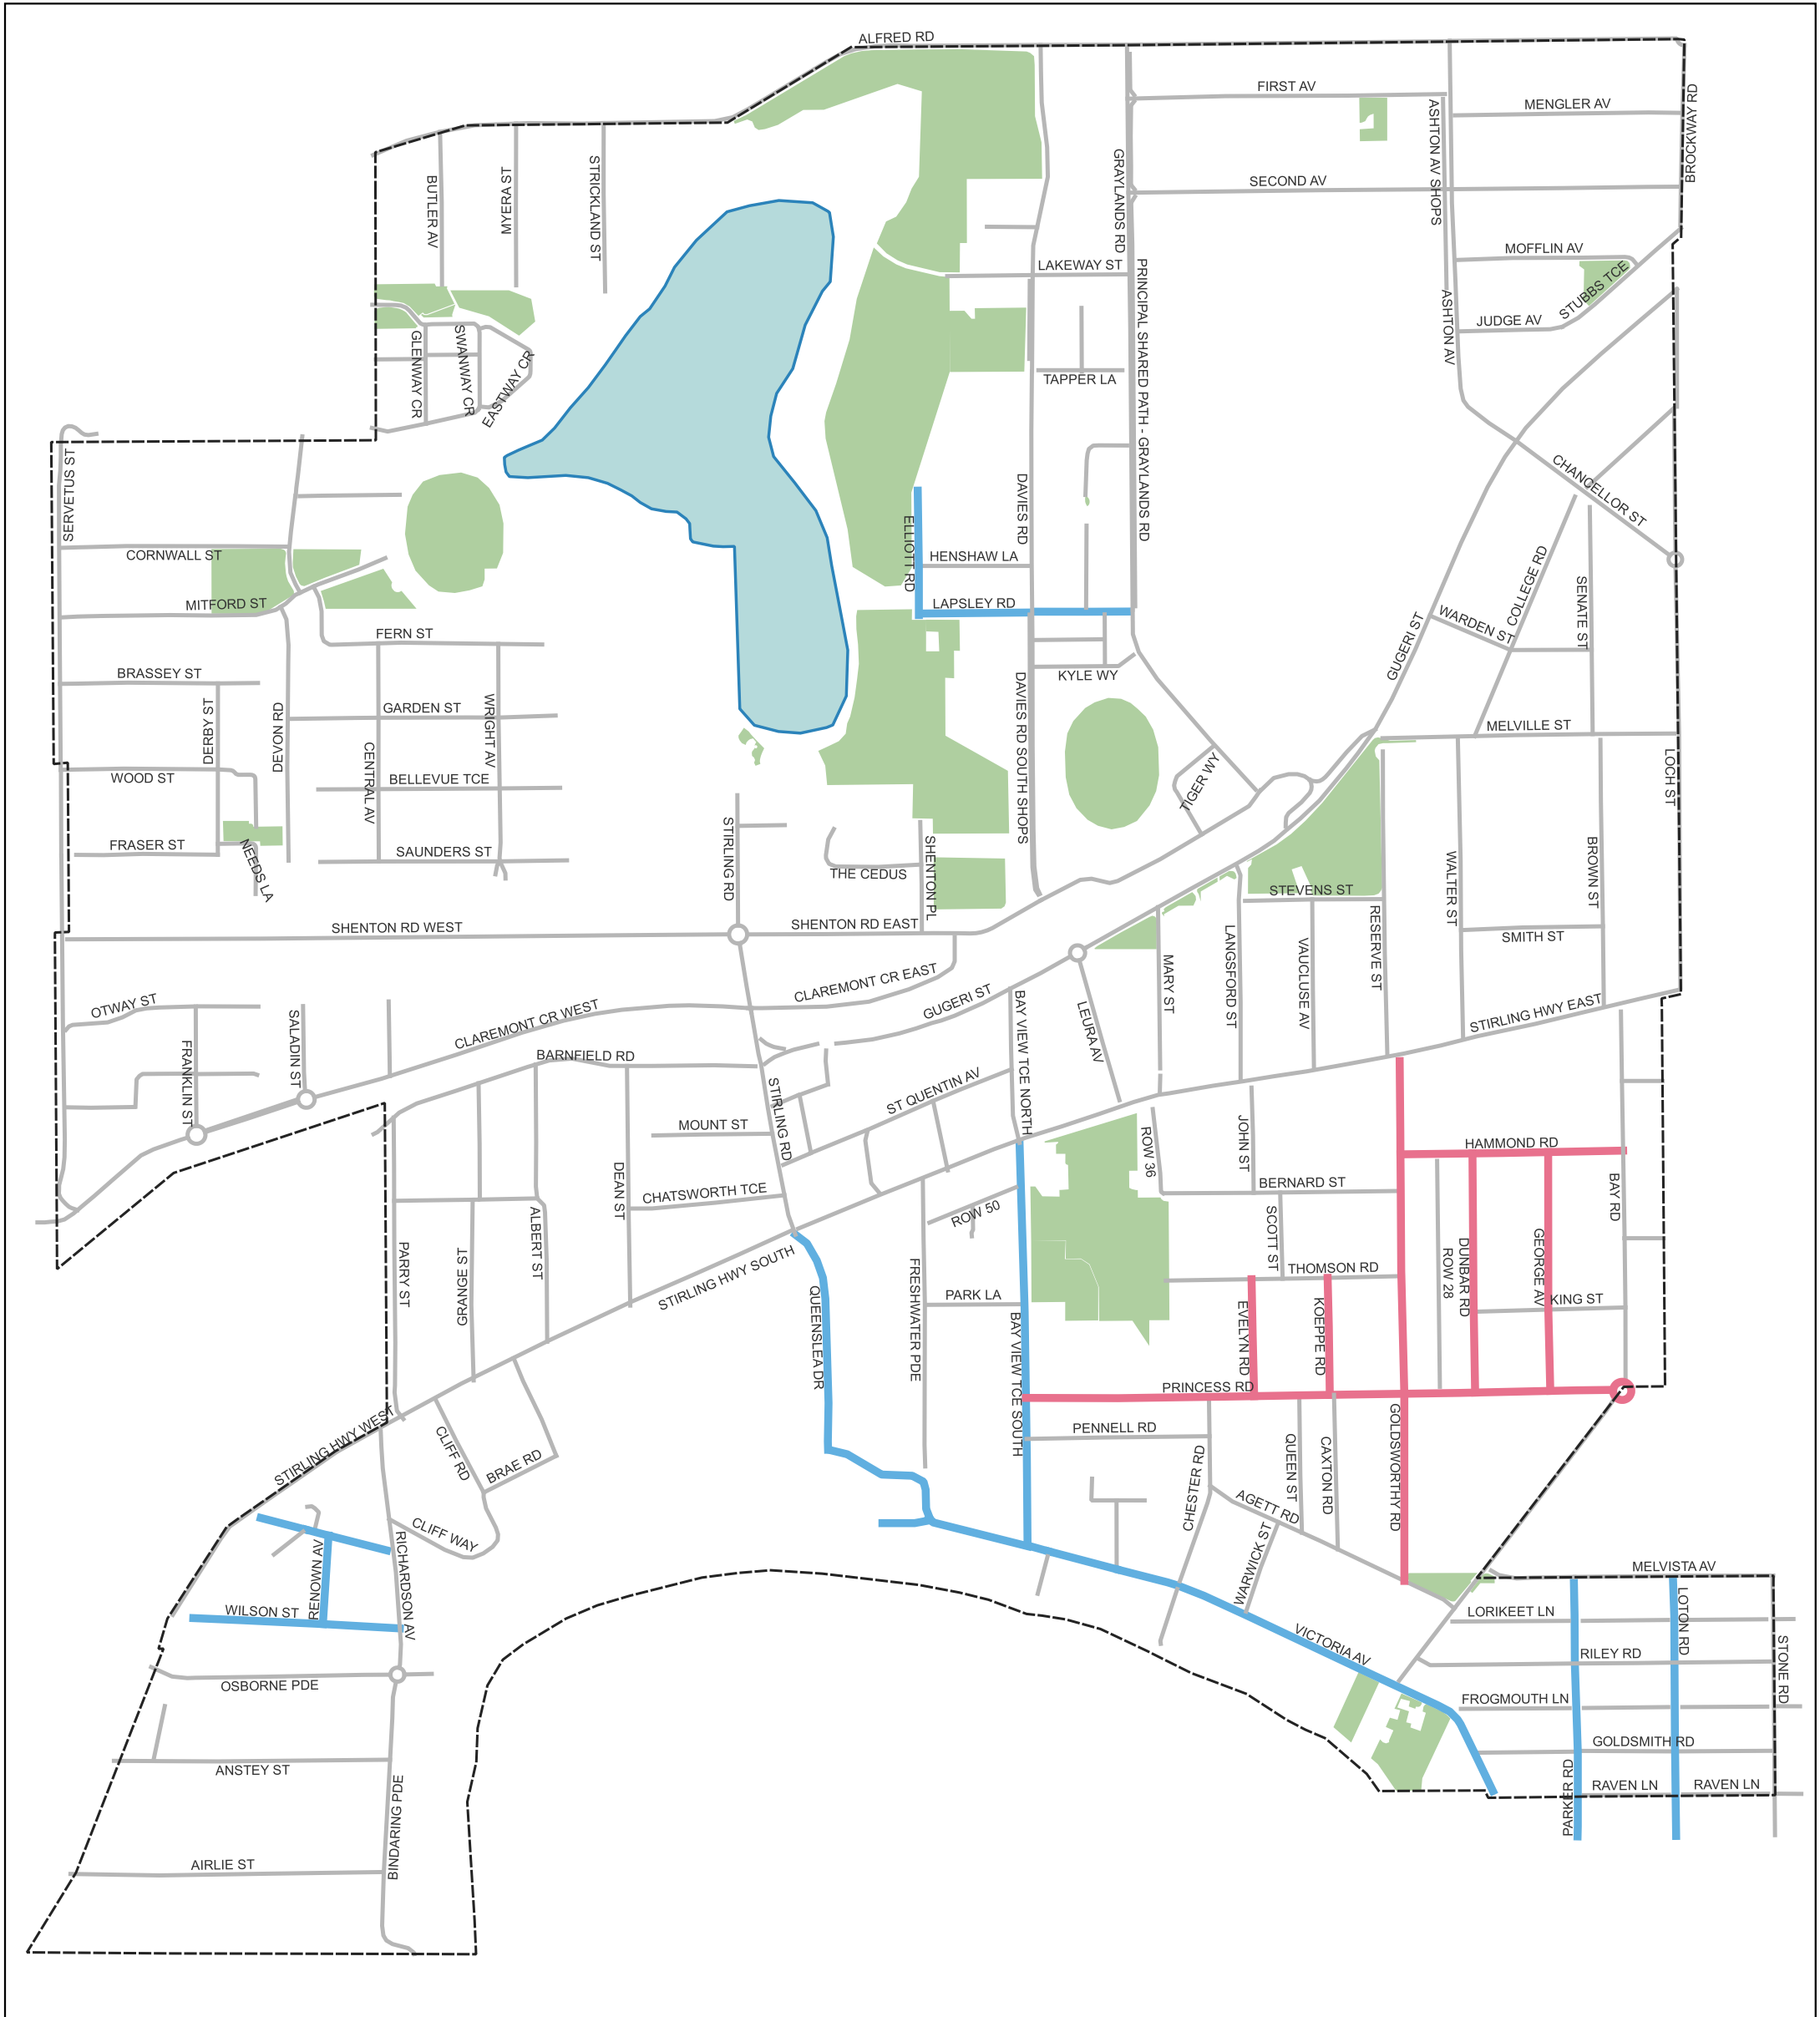 ALFRED RD
FIRST AV
MENGLER AV
ASHTON AV SHOPS
BROCKWAY RD
BUTLER AV
MYERA ST
STRICKLAND ST
GRAYLANDS RD
SECOND AV
MOFFLIN AV
LAKEWAY ST
STUBBS TCE
JUDGE AV
ASHTON AV
PRINCIPAL SHARED PATH - GRAYLANDS RD
GLENWAY CR
SWANWAY CR
EASTWAY CR
TAPPER LA
SERVETUS ST
CHANCELLOR ST
DAVIES RD
ELLIOTT RD
CORNWALL ST
HENSHAW LA
COLLEGE RD
SENATE ST
MITFORD ST
LAPSLEY RD
WARDEN ST
GUGERI ST
FERN ST
BRASSEY ST
KYLE WY
DERBY ST
DEVON RD
GARDEN ST
WRIGHT AV
DAVIES RD SOUTH SHOPS
MELVILLE ST
LOCH ST
CENTRAL AV
WOOD ST
BELLEVUE TCE
TIGER WY
FRASER ST
NEEDS LA
SAUNDERS ST
STIRLING RD
THE CEDUS
SHENTON PL
STEVENS ST
WALTER ST
BROWN ST
SHENTON RD WEST
SHENTON RD EAST
LANGSFORD ST
VAUCLUSE AV
RESERVE ST
SMITH ST
MARY ST
CLAREMONT CR EAST
OTWAY ST
CLAREMONT CR WEST
GUGERI ST
BAY VIEW TCE NORTH
LEURA AV
STIRLING HWY EAST
SALADIN ST
FRANKLIN ST
BARNFIELD RD
STIRLING RD
ST QUENTIN AV
MOUNT ST
ROW 36
JOHN ST
HAMMOND RD
DEAN ST
CHATSWORTH TCE
BERNARD ST
BAY RD
ALBERT ST
ROW 50
SCOTT ST
PARRY ST
GRANGE ST
STIRLING HWY SOUTH
FRESHWATER PDE
THOMSON RD
ROW 28
DUNBAR RD
GEORGE AV
QUEENSLEA DR
PARK LA
BAY VIEW TCE SOUTH
EVELYN RD
KOEPPE RD
KING ST
PRINCESS RD
STIRLING HWY WEST
CLIFF RD
BRAE RD
PENNELL RD
CHESTER RD
QUEEN ST
CAXTON RD
GOLDSWORTHY RD
AGETT RD
CLIFF WAY
RICHARDSON AV
RENOWN AV
WARWICK ST
MELVISTA AV
WILSON ST
LORIKEET LN
LOTON RD
VICTORIA AV
RILEY RD
STONE RD
OSBORNE PDE
FROGMOUTH LN
GOLDSMITH RD
ANSTEY ST
BINDARING PDE
PARKER RD
RAVEN LN
RAVEN LN
AIRLIE ST